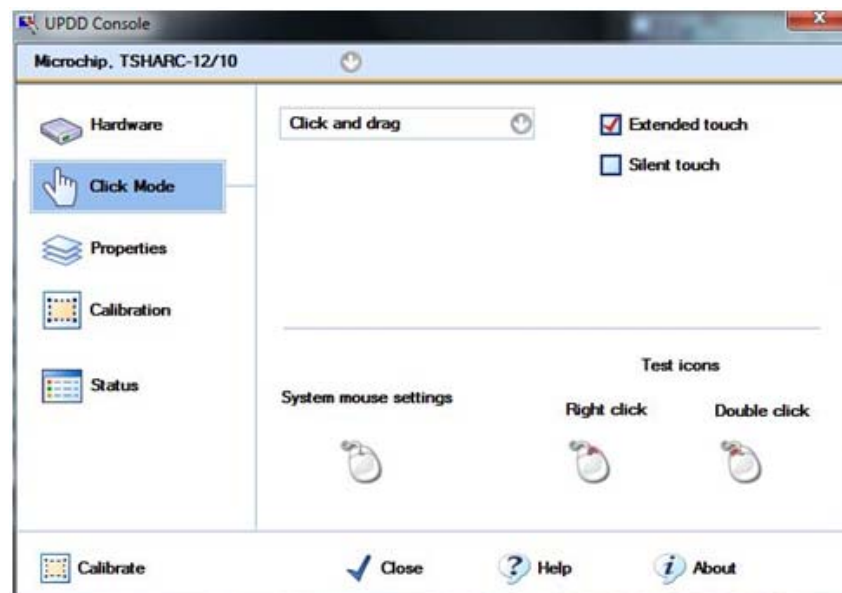 UPDD Console
Microchip, TSHARC-12/10
Hardware
Click Mode
Properties
Calibration
Status
Click and drag
Extended touch
Silent touch
Test icons
System mouse settings
Right click
Double click
Calibrate
Close
Help
About